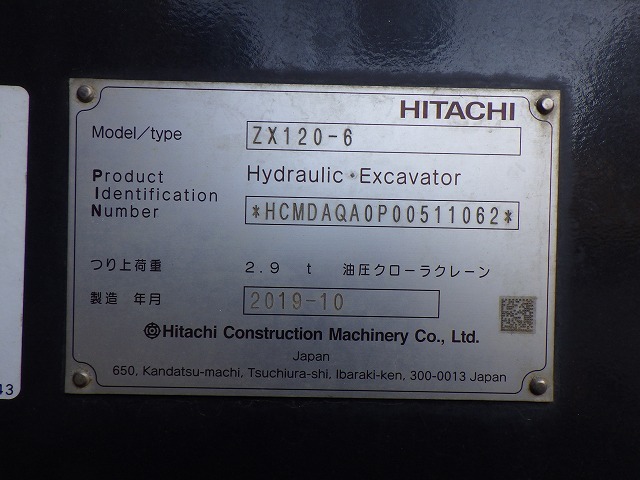 HITACHI
Model/type ZX120-6
Product Identification Number Hydraulic・Excavator
*HCMDAQA0P00511062*
つり上荷重 2.9 t 油圧クローラクレーン
製造 年月 2019-10
Hitachi Construction Machinery Co., Ltd.
Japan
650, Kandatsu-machi, Tsuchiura-shi. Ibaraki-ken, 300-0013 Japan
43